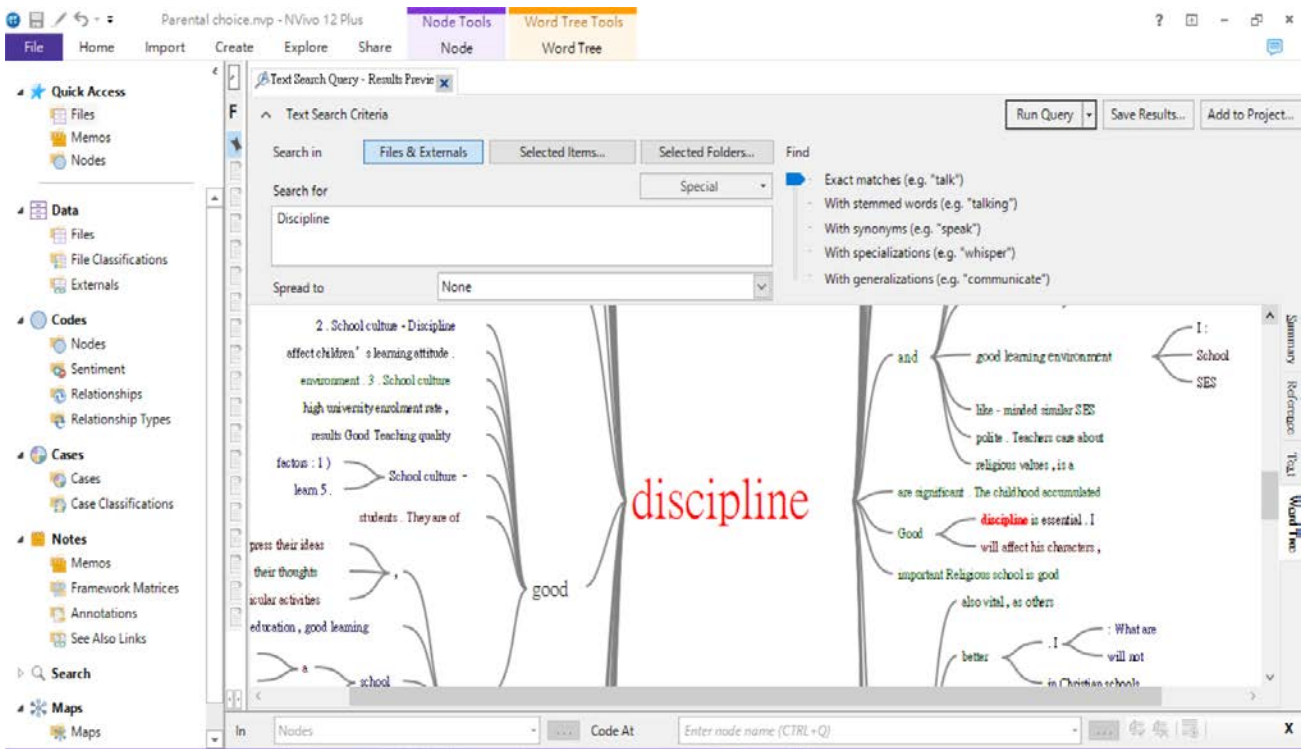 Parental choice.nvp - NVivo 12 Plus
Node Tools
Word Tree Tools
File
Home
Import
Create
Explore
Share
Node
Word Tree
Quick Access
Files
Memos
Nodes
Data
Files
File Classifications
Externals
Codes
Nodes
Sentiment
Relationships
Relationship Types
Cases
Cases
Case Classifications
Notes
Memos
Framework Matrices
Annotations
See Also Links
Search
Maps
Maps
F
Text Search Query - Results Previe
Text Search Criteria
Run Query
Save Results...
Add to Project...
Search in
Files & Externals
Selected Items...
Selected Folders...
Find
Search for
Special
Discipline
Spread to
None
Exact matches (e.g. "talk")
With stemmed words (e.g. "talking")
With synonyms (e.g. "speak")
With specializations (e.g. "whisper")
With generalizations (e.g. "communicate")
2 . School culture - Discipline
affect children’ s learning attitude .
environment . 3 . School culture
high university enrolment rate ,
results Good Teaching quality
factors : 1 )
learn 5 .
School culture -
students . They are of
press their ideas
their thoughts
icular activities
,
education , good learning
a
school
good
discipline
and
good learning environment
I :
School
SES
like - minded similar SES
polite . Teachers care about
religious values , is a
are significant . The childhood accumulated
Good
discipline is essential . I
will affect his characters ,
important Religious school is good
also vital , as others
better
. I
: What are
will not
in Christian schools
Summary
Reference
Text
Word Tree
In
Nodes
...
Code At
Enter node name (CTRL+Q)
...
X